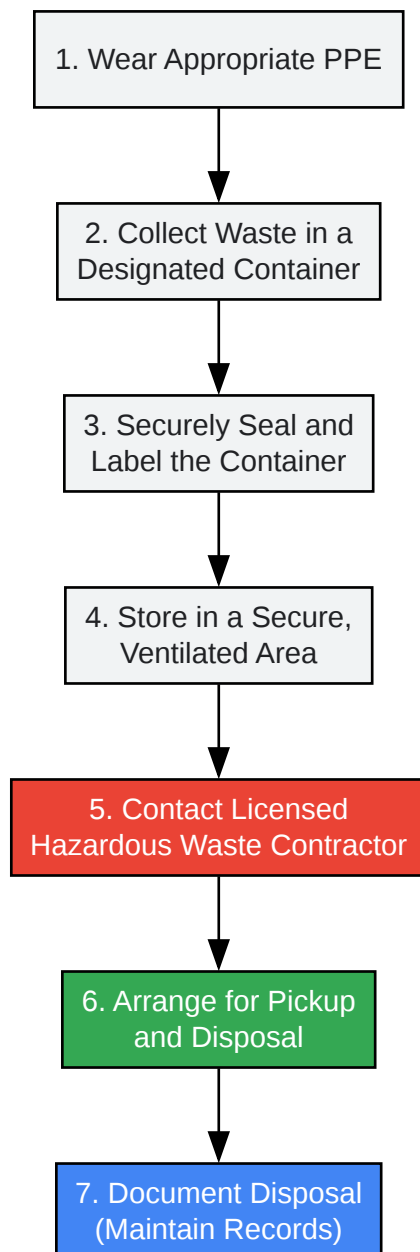 1. Wear Appropriate PPE
2. Collect Waste in a
Designated Container
3. Securely Seal and
Label the Container
4. Store in a Secure,
Ventilated Area
5. Contact Licensed
Hazardous Waste Contractor
6. Arrange for Pickup
and Disposal
7. Document Disposal
(Maintain Records)